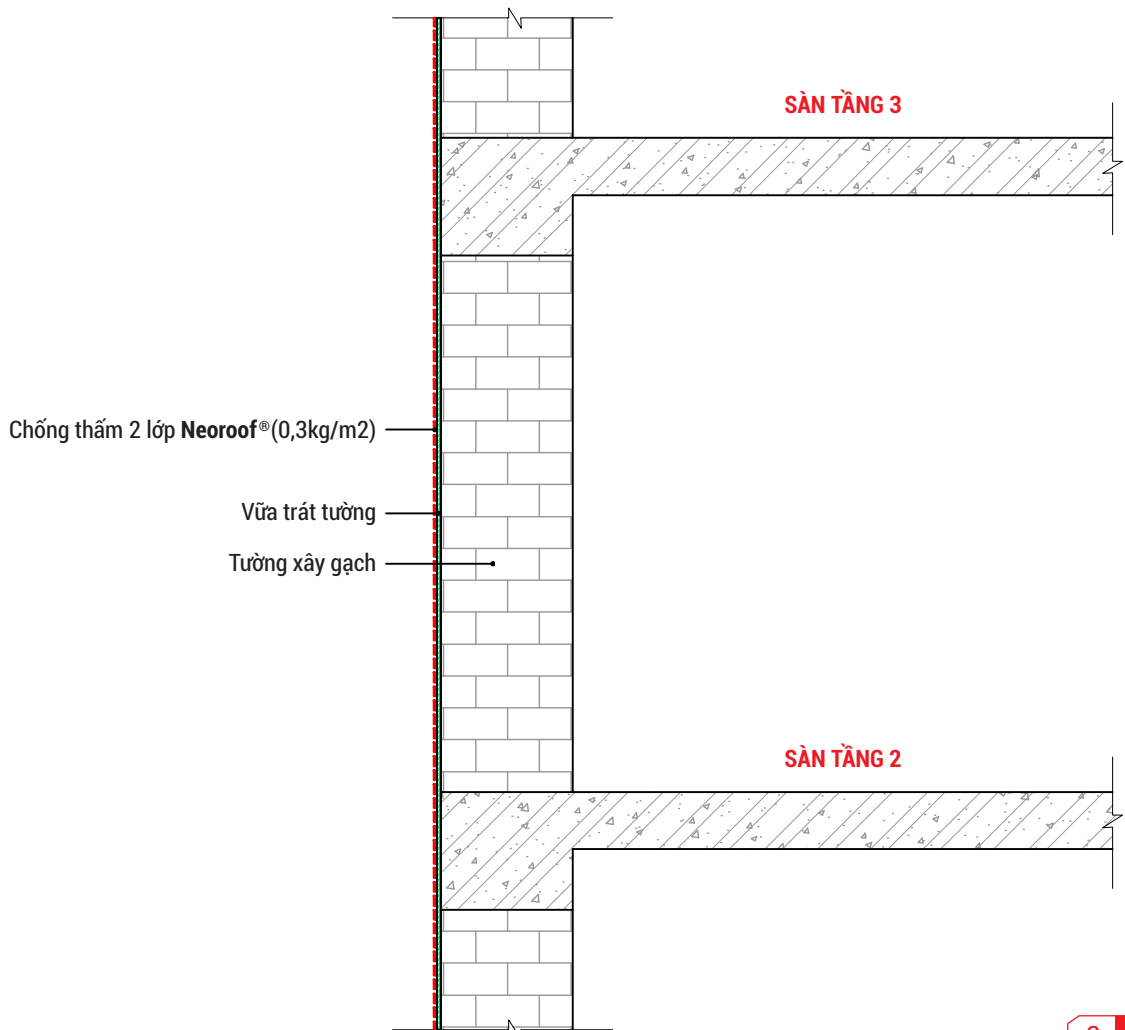 SÀN TẦNG 3
Chống thấm 2 lớp Neoroof®(0,3kg/m2)
Vữa trát tường
Tường xây gạch
SÀN TẦNG 2